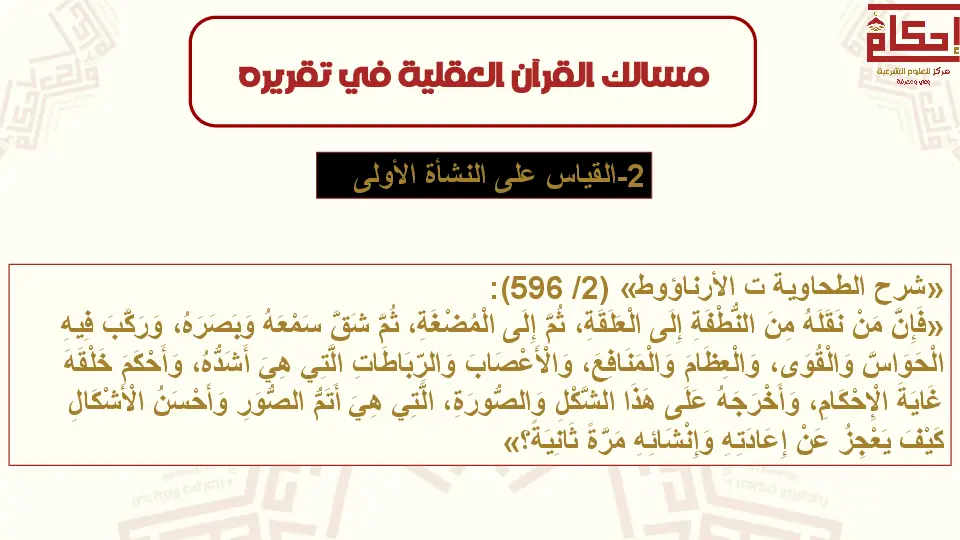 إحكام
مركز للعلوم الشرعية
وعي ومعرفة
مسالك القرآن العقلية في تقريره
2-القياس على النشأة الأولى
«شرح الطحاوية ت الأرناؤوط» (2/ 596):
«فَإِنَّ مَنْ نَقَلَهُ مِنَ النُّطْفَةِ إِلَى الْعَلَقَةِ، ثُمَّ إِلَى الْمُضْغَةِ، ثُمَّ شَقَّ سَمْعَهُ وَبَصَرَهُ، وَرَكَّبَ فِيهِ
الْحَوَاسَّ وَالْقُوَى، وَالْعِظَامَ وَالْمَنَافِعَ، وَالْأَعْصَابَ وَالرِّبَاطَاتِ الَّتِي هِيَ أَشَدُّهُ، وَأَحْكَمَ خَلْقَهُ
غَايَةَ الْإِحْكَامِ، وَأَخْرَجَهُ عَلَى هَذَا الشَّكْلِ وَالصُّورَةِ، الَّتِي هِيَ أَتَمُّ الصُّوَرِ وَأَحْسَنُ الْأَشْكَالِ
كَيْفَ يَعْجِزُ عَنْ إِعَادَتِهِ وَإِنْشَائِهِ مَرَّةً ثَانِيَةً؟»